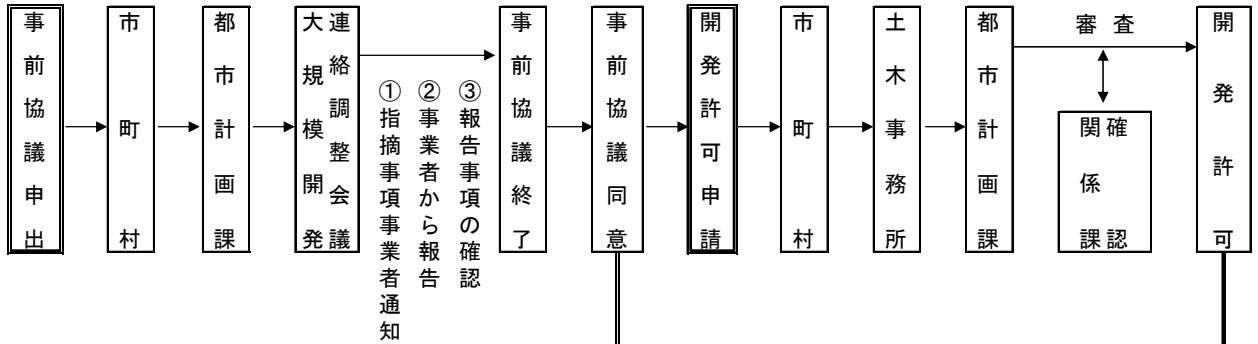 事前協議申出
市町村
都市計画課
大規模開発
連絡調整会議
①指摘事項事業者通知
②事業者から報告
③報告事項の確認
事前協議終了
事前協議同意
開発許可申請
市町村
土木事務所
都市計画課
審査
関係課
確認
開発許可